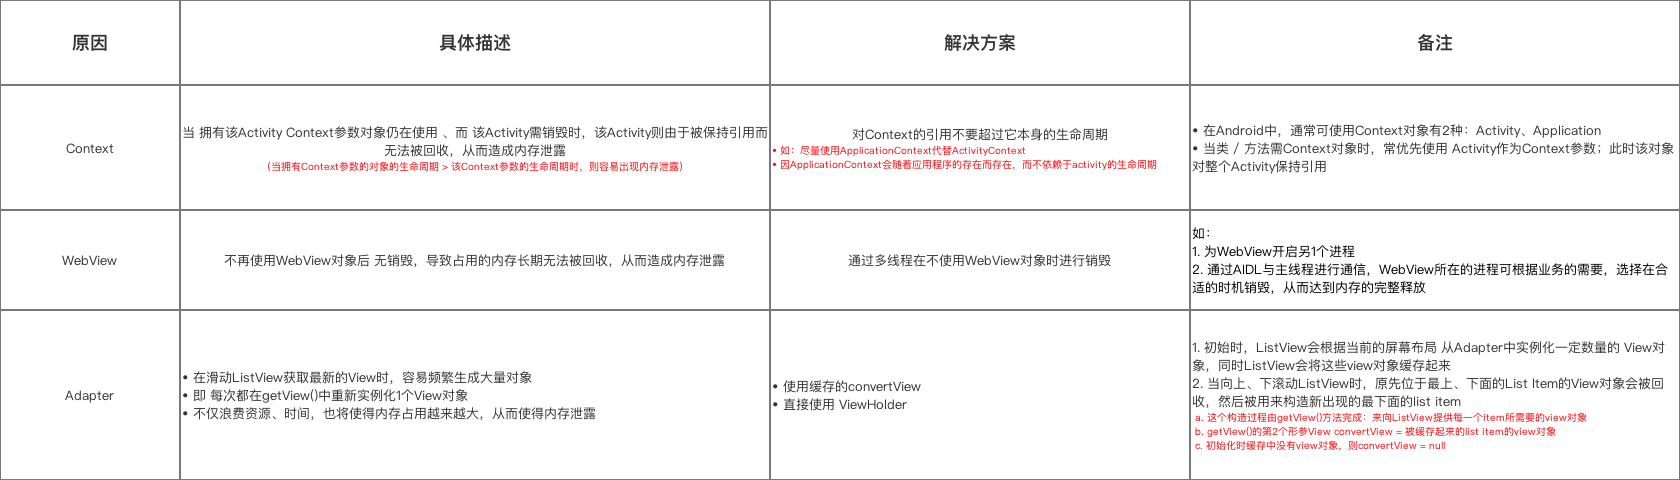 原因
具体描述
解决方案
备注
Context
当 拥有该Activity Context参数对象仍在使用 、而 该Activity需销毁时，该Activity则由于被保持引用而
无法被回收，从而造成内存泄露
(当拥有Context参数的对象的生命周期 > 该Context参数的生命周期时，则容易出现内存泄露)
对Context的引用不要超过它本身的生命周期
• 如：尽量使用ApplicationContext代替ActivityContext
• 因ApplicationContext会随着应用程序的存在而存在，而不依赖于activity的生命周期
• 在Android中，通常可使用Context对象有2种：Activity、Application
• 当类 / 方法需Context对象时，常优先使用 Activity作为Context参数；此时该对象
对整个Activity保持引用
WebView
不再使用WebView对象后 无销毁，导致占用的内存长期无法被回收，从而造成内存泄露
通过多线程在不使用WebView对象时进行销毁
如：
1. 为WebView开启另1个进程
2. 通过AIDL与主线程进行通信，WebView所在的进程可根据业务的需要，选择在合
适的时机销毁，从而达到内存的完整释放
Adapter
• 在滑动ListView获取最新的View时，容易频繁生成大量对象
• 即 每次都在getView()中重新实例化1个View对象
• 不仅浪费资源、时间，也将使得内存占用越来越大，从而使得内存泄露
• 使用缓存的convertView
• 直接使用 ViewHolder
1. 初始时，ListView会根据当前的屏幕布局 从Adapter中实例化一定数量的 View对
象，同时ListView会将这些view对象缓存起来
2. 当向上、下滚动ListView时，原先位于最上、下面的List Item的View对象会被回
收，然后被用来构造新出现的最下面的list item
a. 这个构造过程由getView()方法完成：来向ListView提供每一个item所需要的view对象
b. getView()的第2个形参View convertView = 被缓存起来的list item的view对象
c. 初始化时缓存中没有view对象，则convertView = null